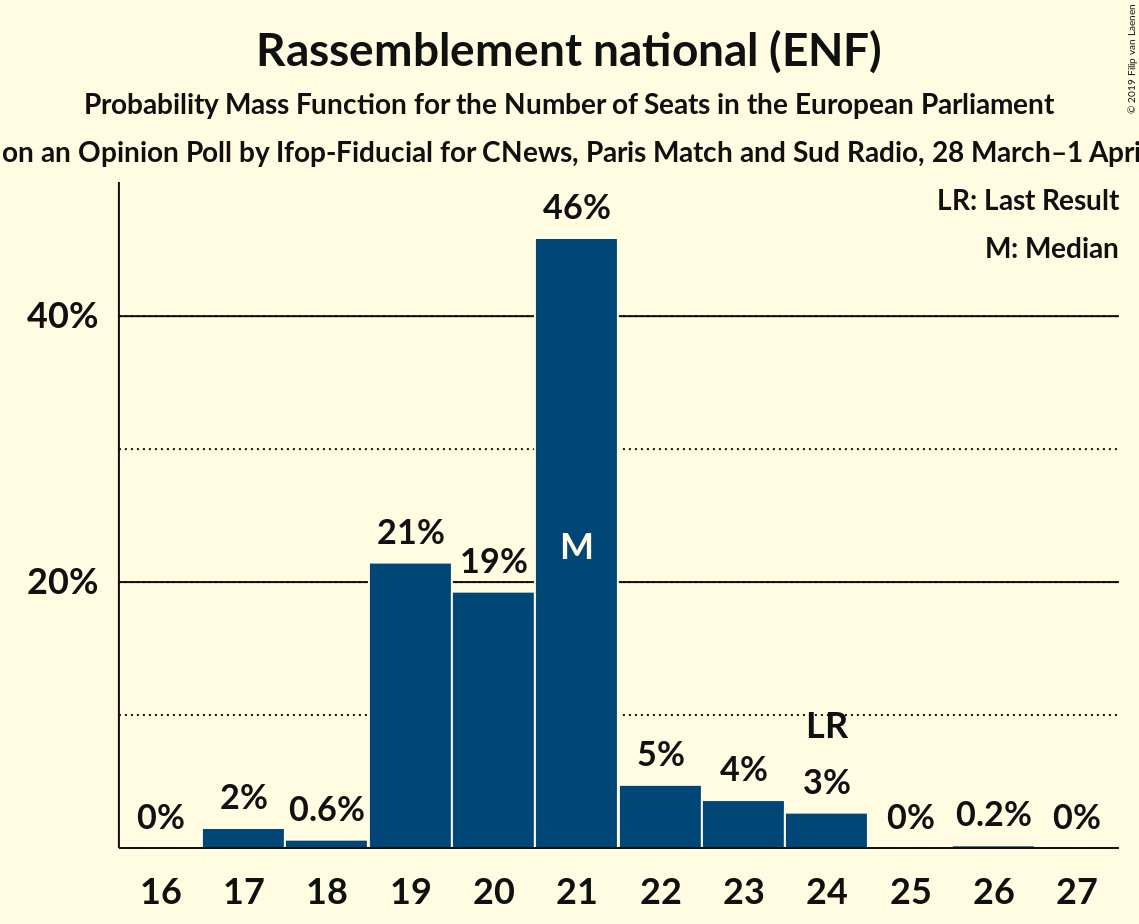 Rassemblement national (ENF)
Probability Mass Function for the Number of Seats in the European Parliament
on an Opinion Poll by Ifop-Fiducial for CNews, Paris Match and Sud Radio, 28 March–1 Apri
© 2019 Filip van Laenen
LR: Last Result
M: Median
46%
40%
21%
19%
M
20%
LR
5%
4%
3%
2%
0.6%
0%
0%
0.2%
0%
16 17 18 19 20 21 22 23 24 25 26 27